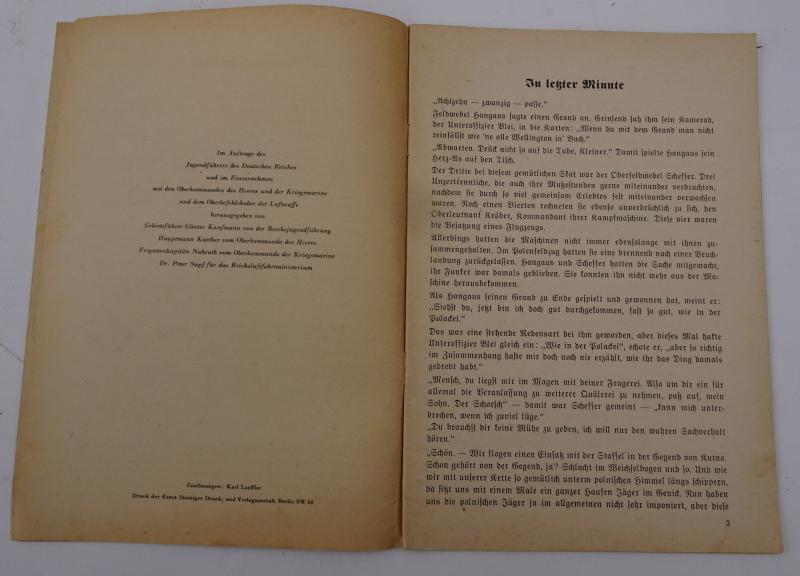 Im Auftrage des
Jugendführers des Deutschen Reiches
und im Einvernehmen
mit den Oberkommandos des Heeres und der Kriegsmarine
und dem Oberbefehlshaber der Luftwaffe
herausgegeben von
Gebietsführer Günter Kaufmann von der Reichsjugendführung
Hauptmann Kaether vom Oberkommando des Heeres
Fregattenkapitän Nahrath vom Oberkommando der Kriegsmarine
Dr. Peter Supf für das Reichsluftfahrtministerium
Zeichnungen: Karl Loeffler
Druck der Ernst Steiniger Druck- und Verlagsanstalt Berlin SW 68
In letzter Minute
„Achtzehn — zwanzig — passe.“
Feldwebel Hangaus sagte einen Grand an. Grinsend sah ihm sein Kamerad,
der Unteroffizier Blei, in die Karten: „Wenn du mit dem Grand man nicht
reinfällst wie 'ne olle Wellington in' Bach.“
„Abwarten. Drück nicht so auf die Tube, Kleiner.“ Damit spielte Hangaus sein
Herz-As auf den Tisch.
Der Dritte bei diesem gemütlichen Skat war der Oberfeldwebel Scheffer. Drei
Unzertrennliche, die auch ihre Mußestunden gerne miteinander verbrachten,
nachdem sie durch so viel gemeinsam Erlebtes fest miteinander verwachsen
waren. Noch einen Vierten rechneten sie ebenso unverbrüchlich zu sich, den
Oberleutnant Kröber, Kommandant ihrer Kampfmaschine. Diese vier waren
die Besatzung eines Flugzeugs.
Allerdings hatten die Maschinen nicht immer ebensolange mit ihnen zu-
sammengehalten. Im Polenfeldzug hatten sie eine brennend nach einer Bruch-
landung zurückgelassen. Hangaus und Scheffer hatten die Sache mitgemacht,
ihr Funker war damals geblieben. Sie konnten ihn nicht mehr aus der Ma-
schine herausbekommen.
Als Hangaus seinen Grand zu Ende gespielt und gewonnen hat, meint er:
„Siehst du, jetzt bin ich doch gut durchgekommen, fast so gut, wie in der
Polackei.“
Das war eine stehende Redensart bei ihm geworden, aber dieses Mal hakte
Unteroffizier Blei gleich ein: „Wie in der Polackei“, echote er, „aber so richtig
im Zusammenhang haste mir doch noch nie erzählt, wie ihr das Ding damals
gedreht habt.“
„Mensch, du liegst mir im Magen mit deiner Fragerei. Also um dir ein für
allemal die Veranlassung zu weiterer Quälerei zu nehmen, paß auf, mein
Sohn. Der Schorsch“ — damit war Scheffer gemeint — „kann mich unter-
brechen, wenn ich zuviel lüge.“
„Du brauchst dir keine Mühe zu geben, ich will nur den wahren Sachverhalt
hören.“
„Schön. — Wir flogen einen Einsatz mit der Staffel in der Gegend von Kutno.
Schon gehört von der Gegend, ja? Schlacht im Weichselbogen und so. Und wie
wir mit unserer Kette so gemütlich unterm polnischen Himmel längs schippern,
da sitzt uns mit einem Male ein ganzer Haufen Jäger im Genick. Nun haben
uns die polnischen Jäger ja im allgemeinen nicht sehr imponiert, aber diese
3